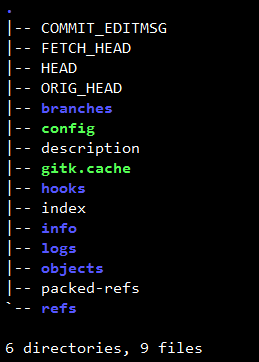 .
|-- COMMIT_EDITMSG
|-- FETCH_HEAD
|-- HEAD
|-- ORIG_HEAD
|-- branches
|-- config
|-- description
|-- gitk.cache
|-- hooks
|-- index
|-- info
|-- logs
|-- objects
|-- packed-refs
`-- refs
6 directories, 9 files